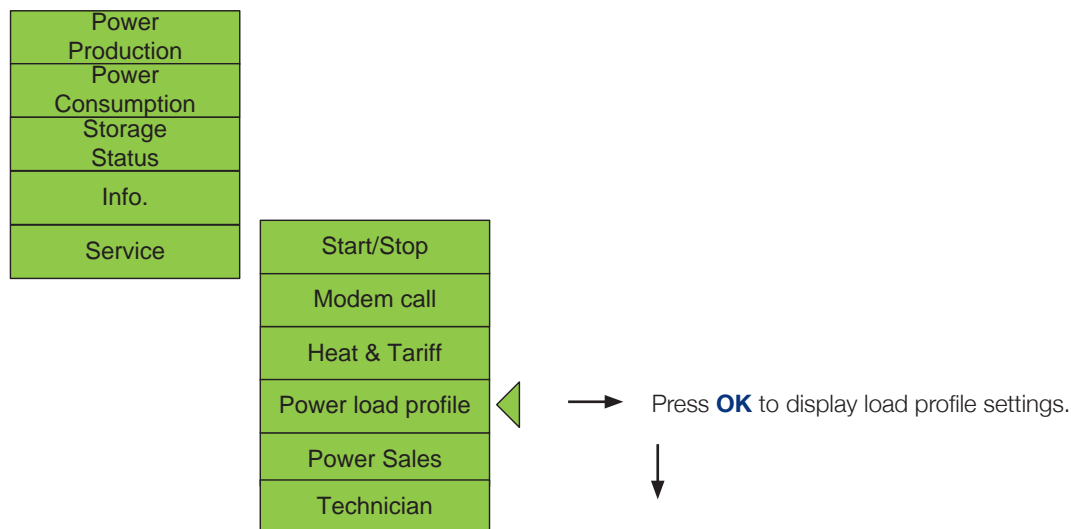 Power
Production
Power
Consumption
Storage
Status
Info.
Service
Start/Stop
Modem call
Heat & Tariff
Power load profile
Press OK to display load profile settings.
Power Sales
Technician